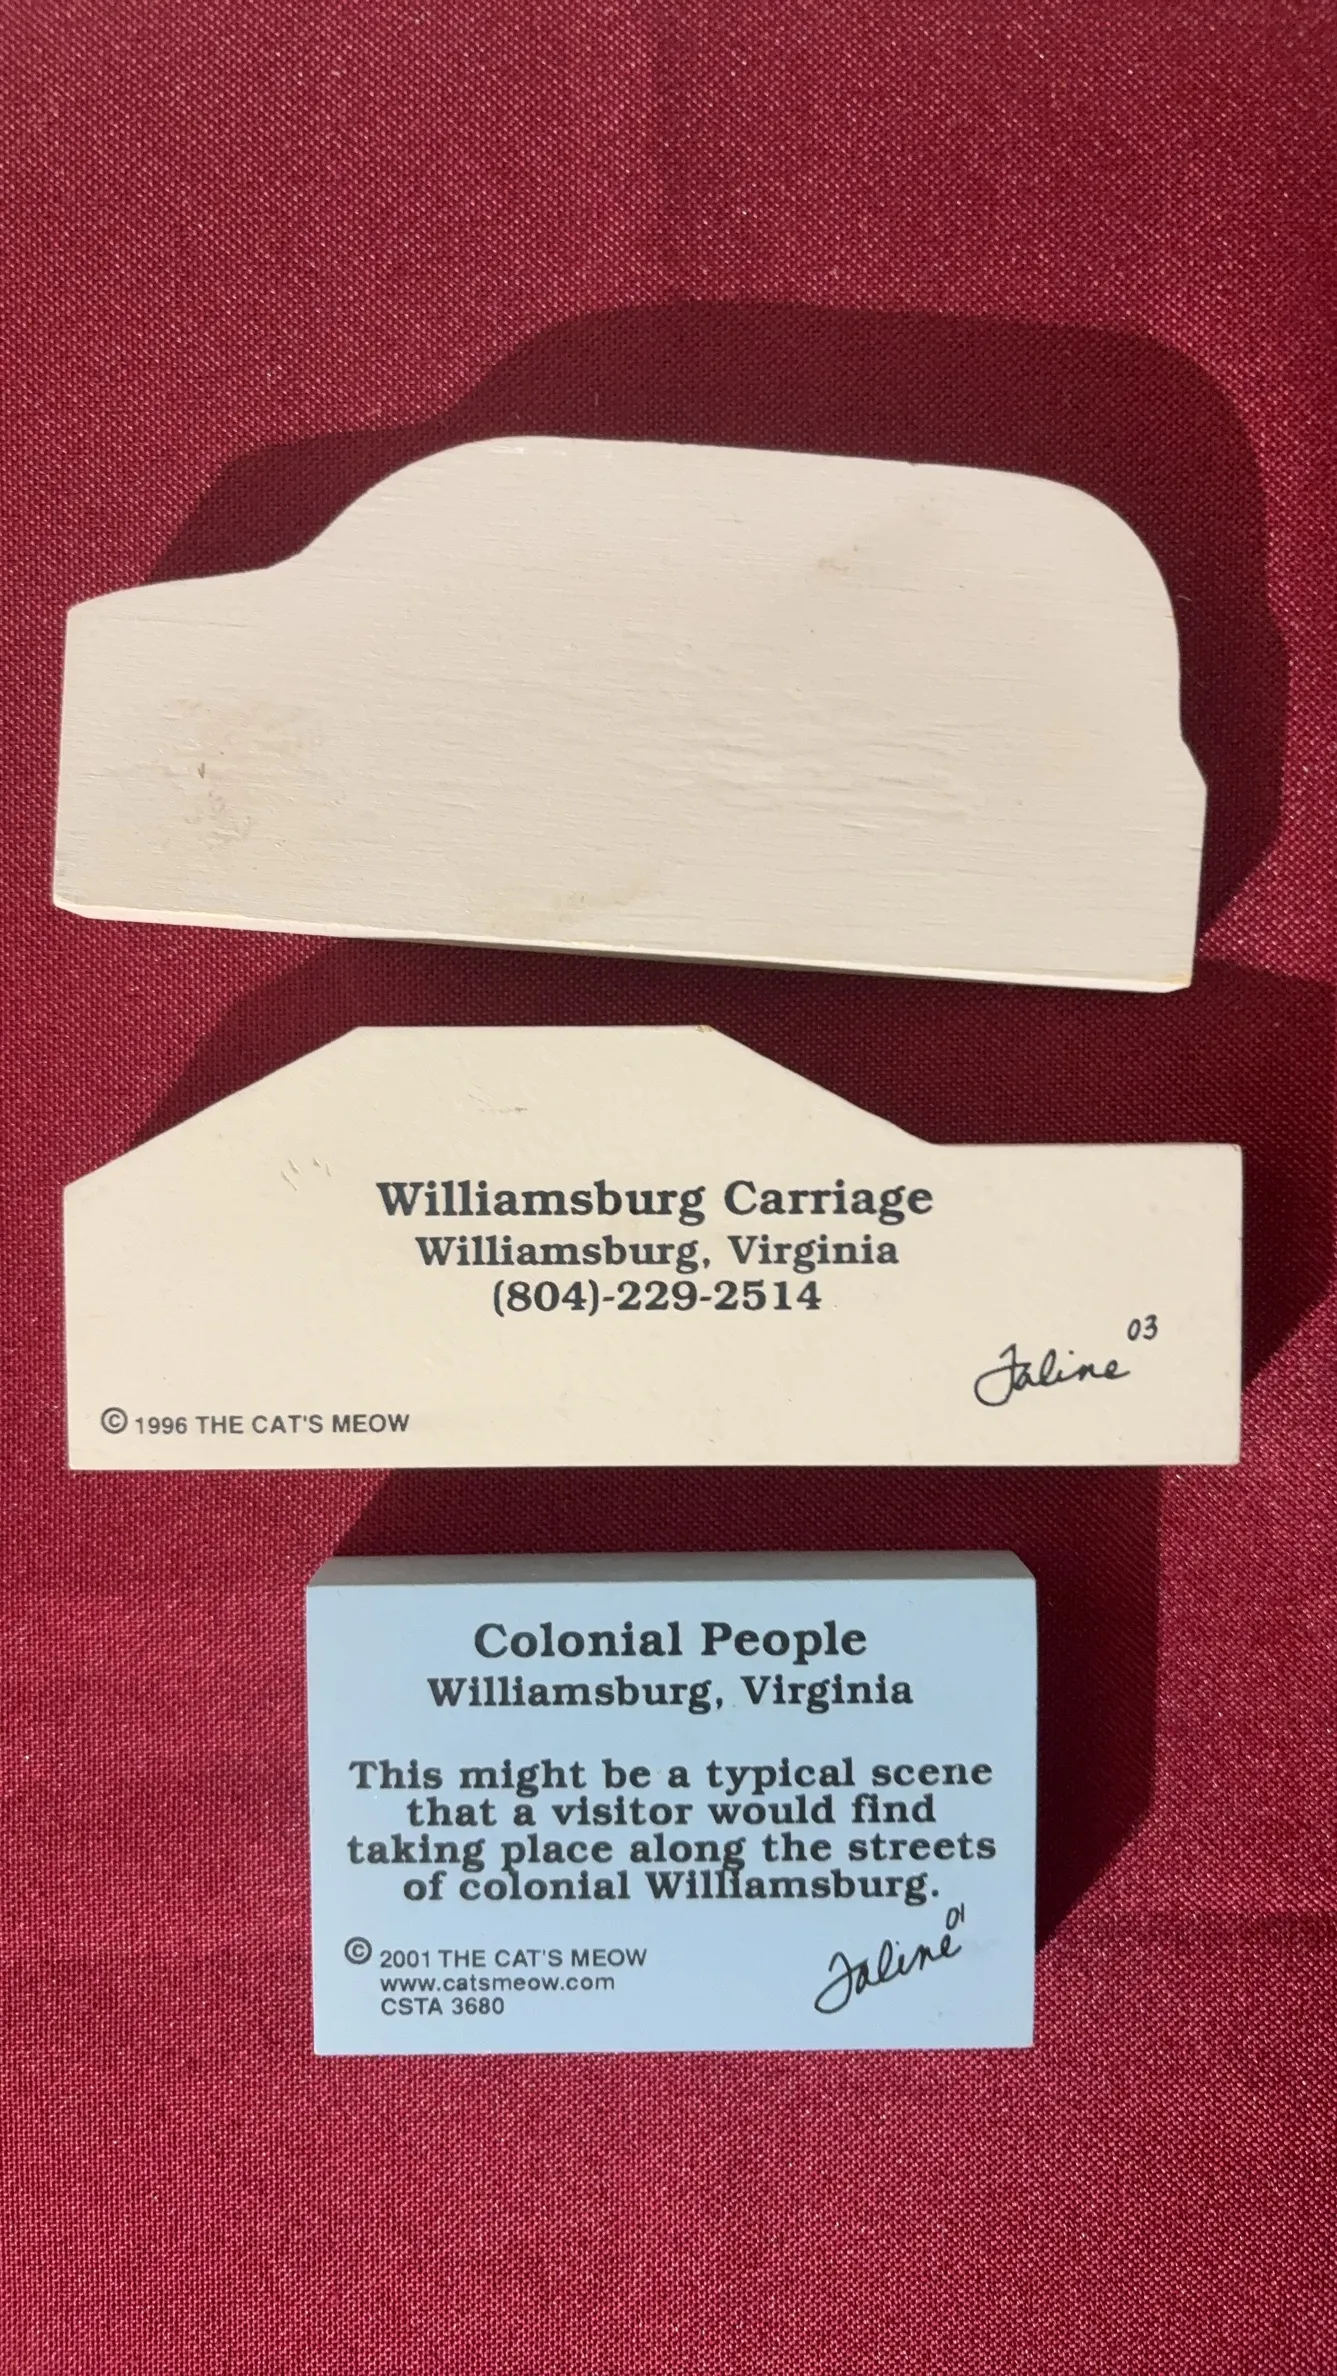 Williamsburg Carriage
Williamsburg, Virginia
(804)-229-2514
Faline 03
© 1996 THE CAT'S MEOW
Colonial People
Williamsburg, Virginia
This might be a typical scene
that a visitor would find
taking place along the streets
of colonial Williamsburg.
© 2001 THE CAT'S MEOW
www.catsmeow.com
CSTA 3680
Faline 01